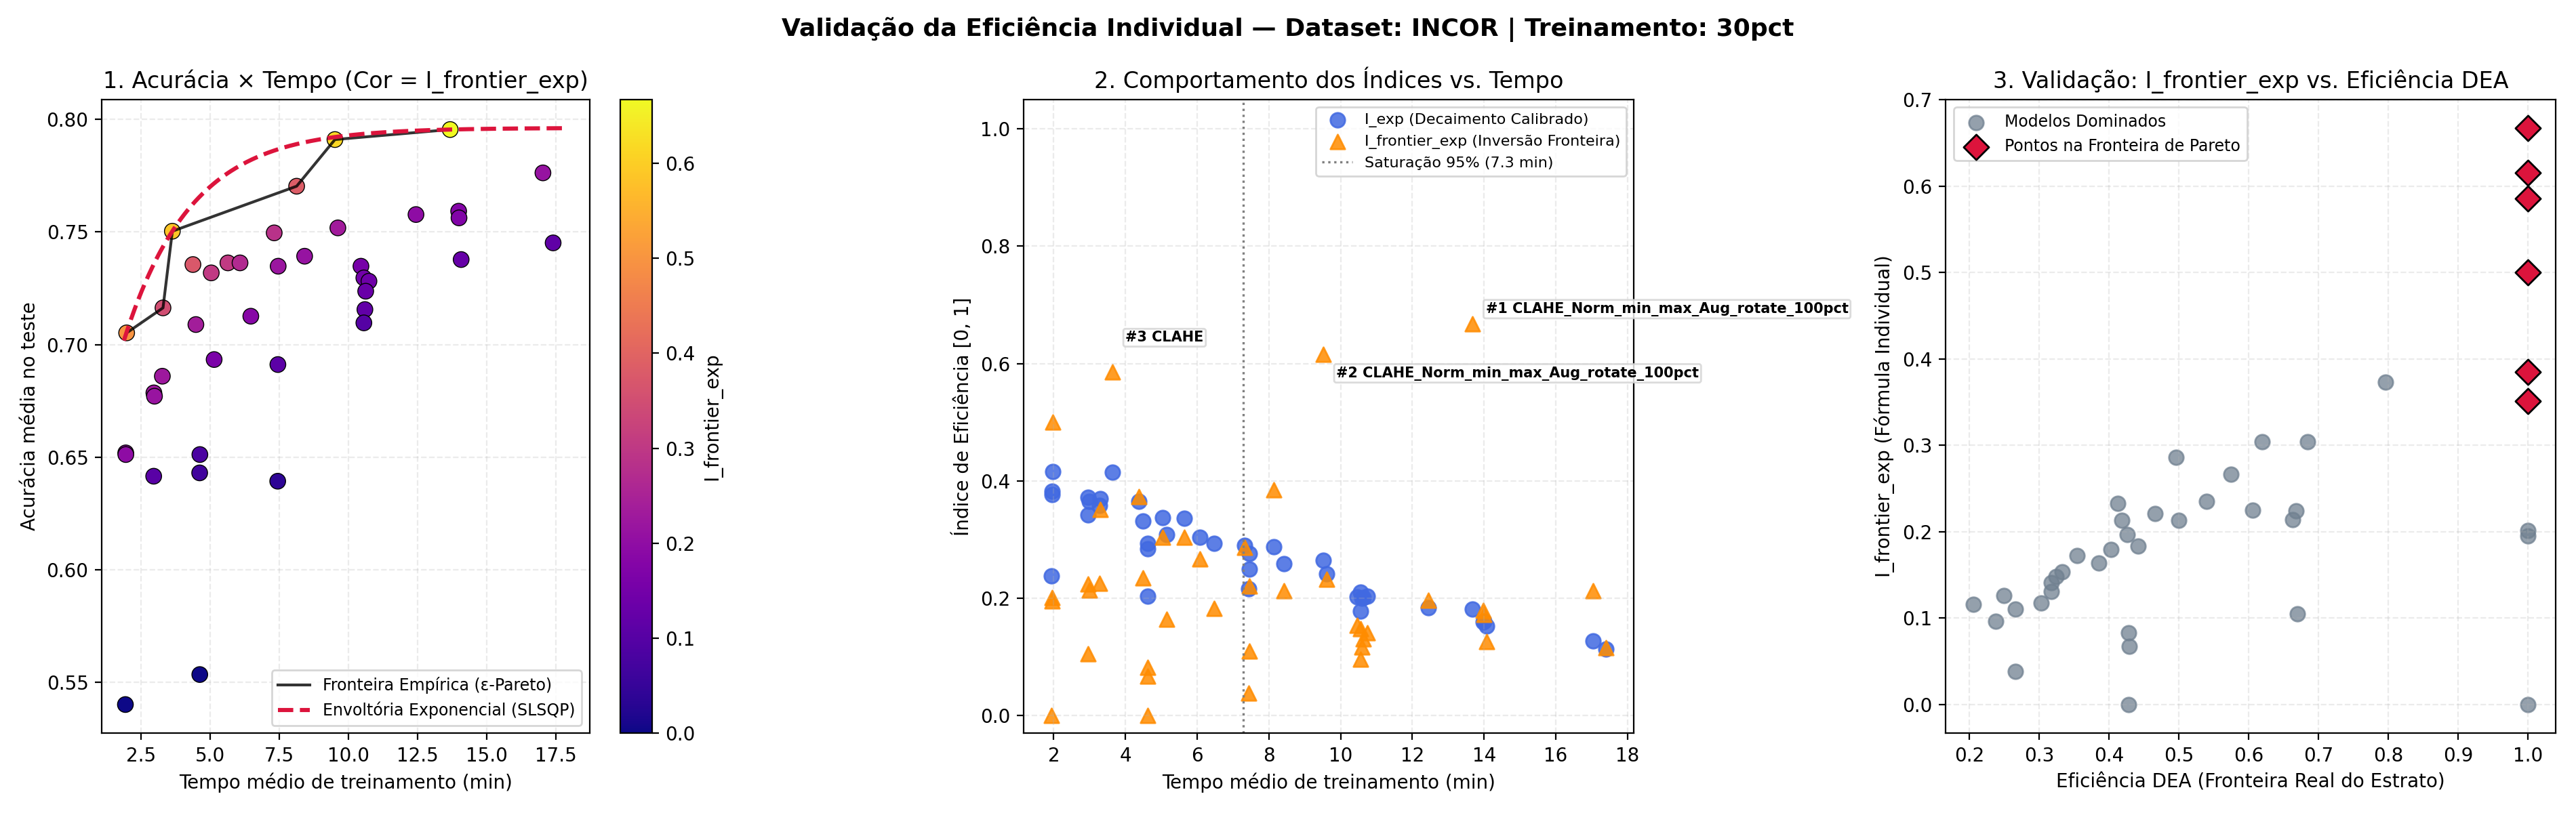 Validação da Eficiência Individual — Dataset: INCOR | Treinamento: 30pct
1. Acurácia × Tempo (Cor = I_frontier_exp)
0.80
0.75
0.70
0.65
0.60
0.55
Acurácia média no teste
2.5 5.0 7.5 10.0 12.5 15.0 17.5
Tempo médio de treinamento (min)
Fronteira Empírica (ε-Pareto)
Envoltória Exponencial (SLSQP)
0.6
0.5
0.4
0.3
0.2
0.1
0.0
I_frontier_exp
2. Comportamento dos Índices vs. Tempo
I_exp (Decaimento Calibrado)
I_frontier_exp (Inversão Fronteira)
Saturação 95% (7.3 min)
1.0
0.8
0.6
0.4
0.2
0.0
Índice de Eficiência [0, 1]
#1 CLAHE_Norm_min_max_Aug_rotate_100pct
#3 CLAHE
#2 CLAHE_Norm_min_max_Aug_rotate_100pct
2 4 6 8 10 12 14 16 18
Tempo médio de treinamento (min)
3. Validação: I_frontier_exp vs. Eficiência DEA
Modelos Dominados
Pontos na Fronteira de Pareto
0.7
0.6
0.5
0.4
0.3
0.2
0.1
0.0
I_frontier_exp (Fórmula Individual)
0.2 0.3 0.4 0.5 0.6 0.7 0.8 0.9 1.0
Eficiência DEA (Fronteira Real do Estrato)